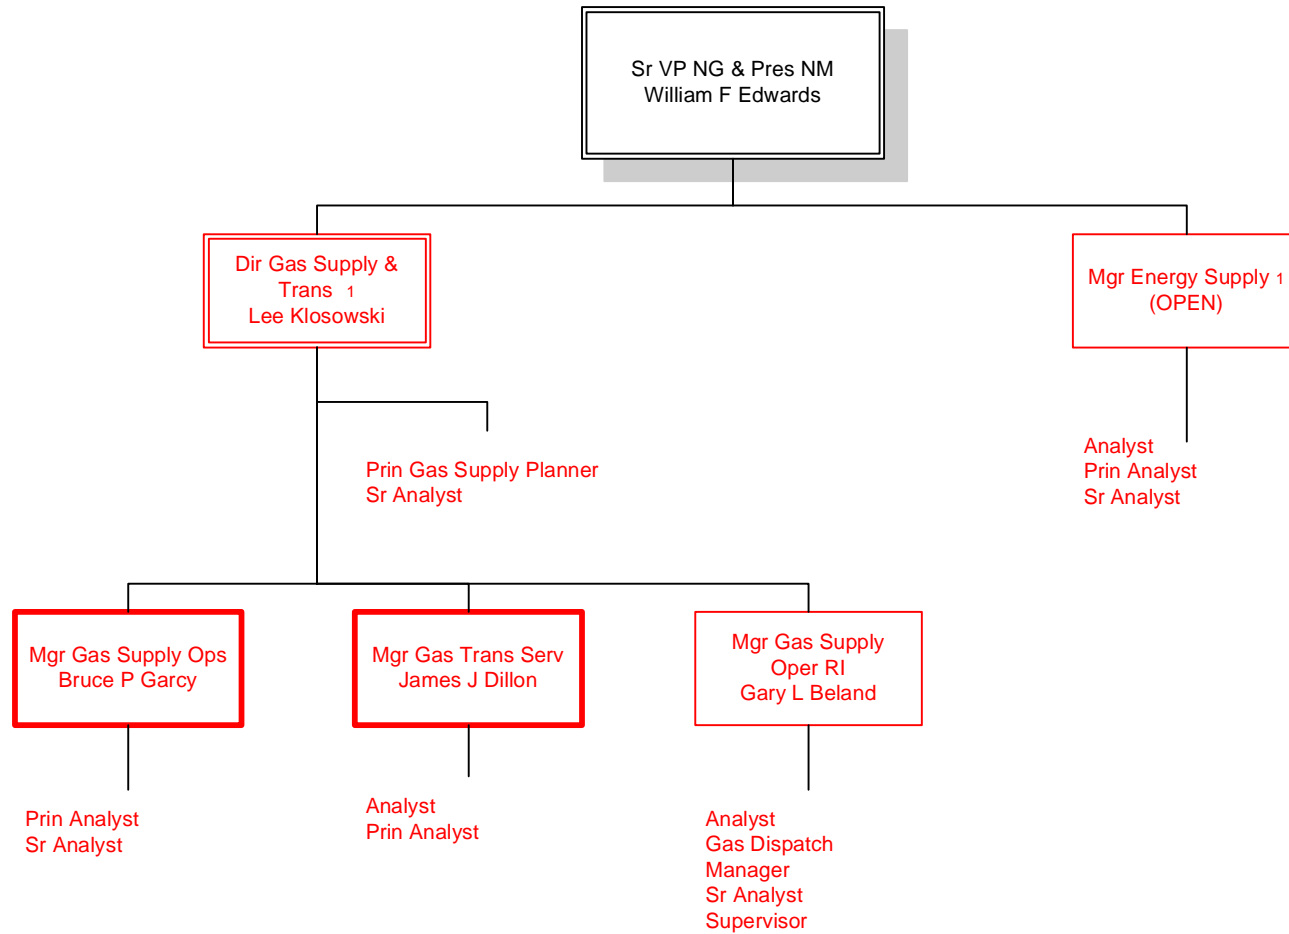 Sr VP NG & Pres NM
William F Edwards
Dir Gas Supply &
Trans 1
Lee Klosowski
Mgr Energy Supply 1
(OPEN)
Prin Gas Supply Planner
Sr Analyst
Analyst
Prin Analyst
Sr Analyst
Mgr Gas Supply Ops
Bruce P Garcy
Mgr Gas Trans Serv
James J Dillon
Mgr Gas Supply
Oper RI
Gary L Beland
Prin Analyst
Sr Analyst
Analyst
Prin Analyst
Analyst
Gas Dispatch
Manager
Sr Analyst
Supervisor